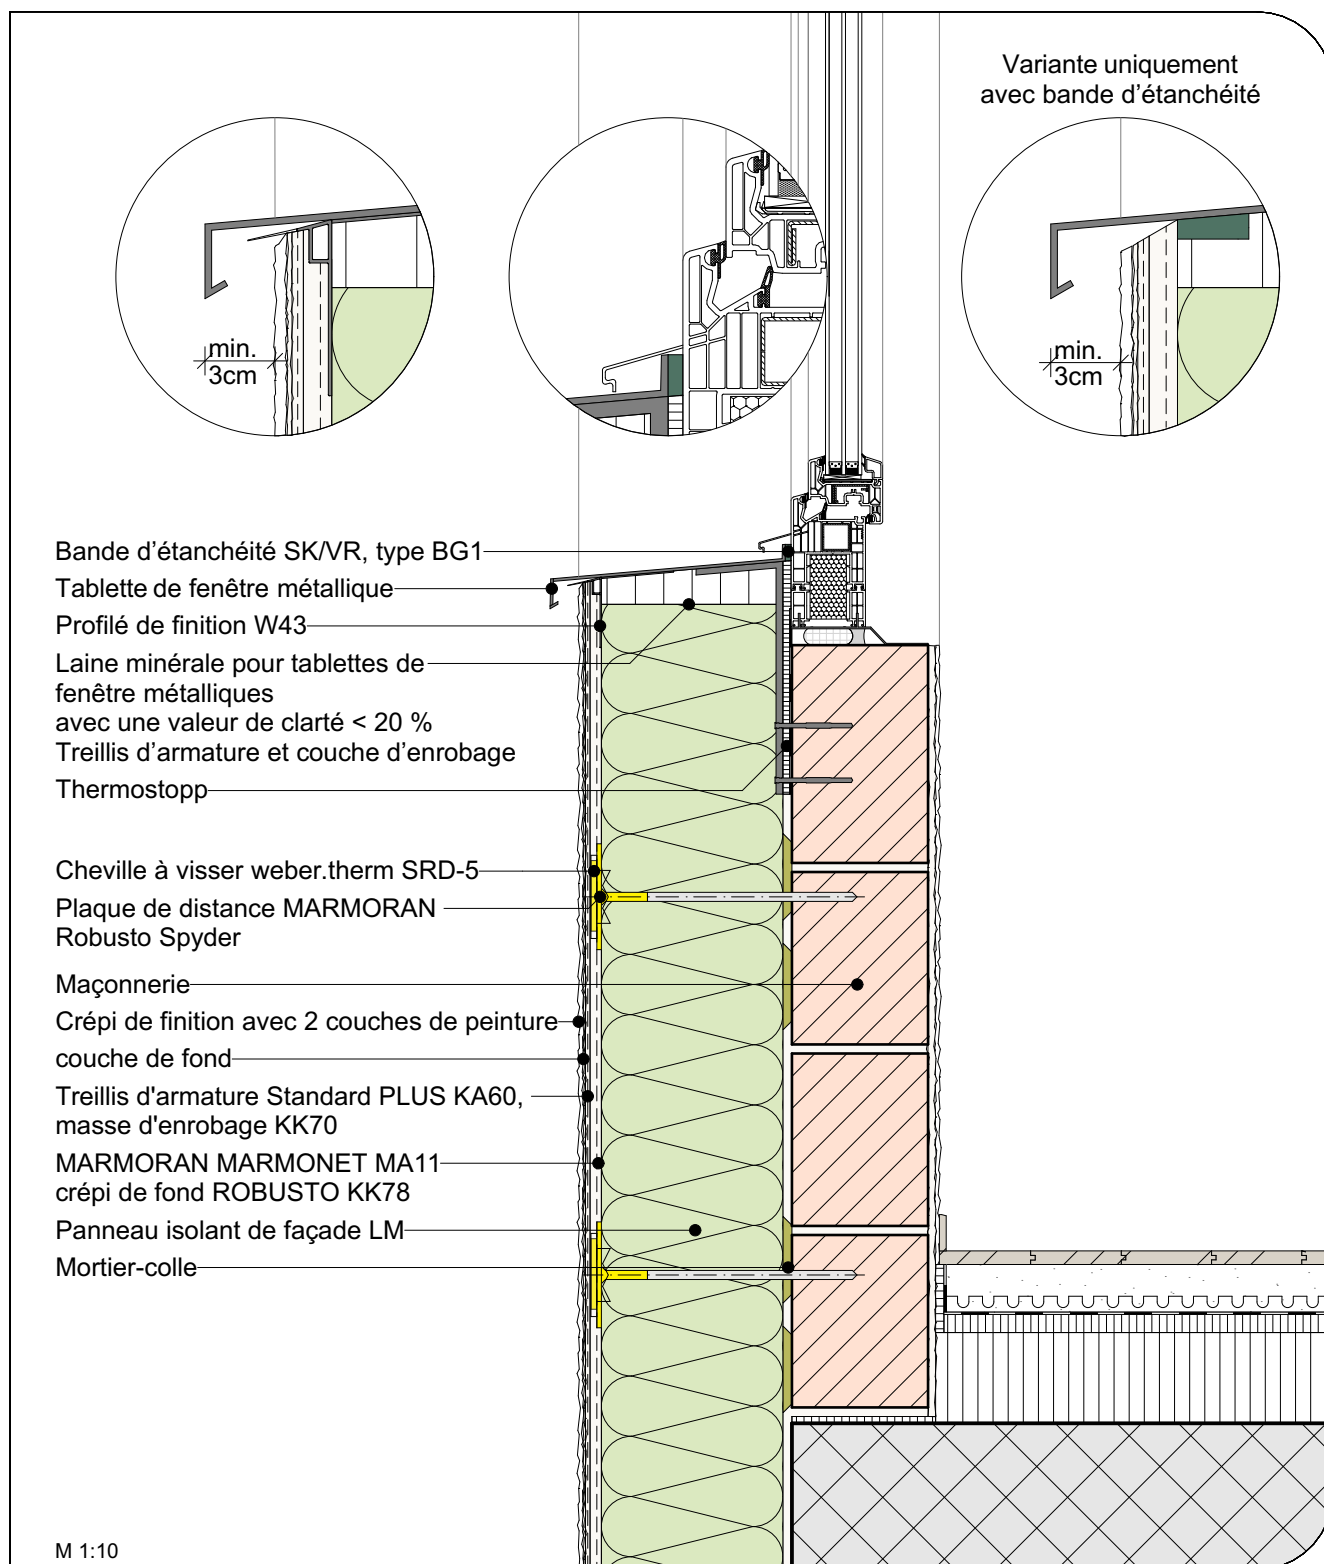 Variante uniquement
avec bande d’étanchéité
min.
3cm
min.
3cm
Bande d’étanchéité SK/VR, type BG1
Tablette de fenêtre métallique
Profilé de finition W43
Laine minérale pour tablettes de
fenêtre métalliques
avec une valeur de clarté < 20 %
Treillis d’armature et couche d’enrobage
Thermostopp
Cheville à visser weber.therm SRD-5
Plaque de distance MARMORAN
Robusto Spyder
Maçonnerie
Crépi de finition avec 2 couches de peinture
couche de fond
Treillis d'armature Standard PLUS KA60,
masse d'enrobage KK70
MARMORAN MARMONET MA11
crépi de fond ROBUSTO KK78
Panneau isolant de façade LM
Mortier-colle
M 1:10